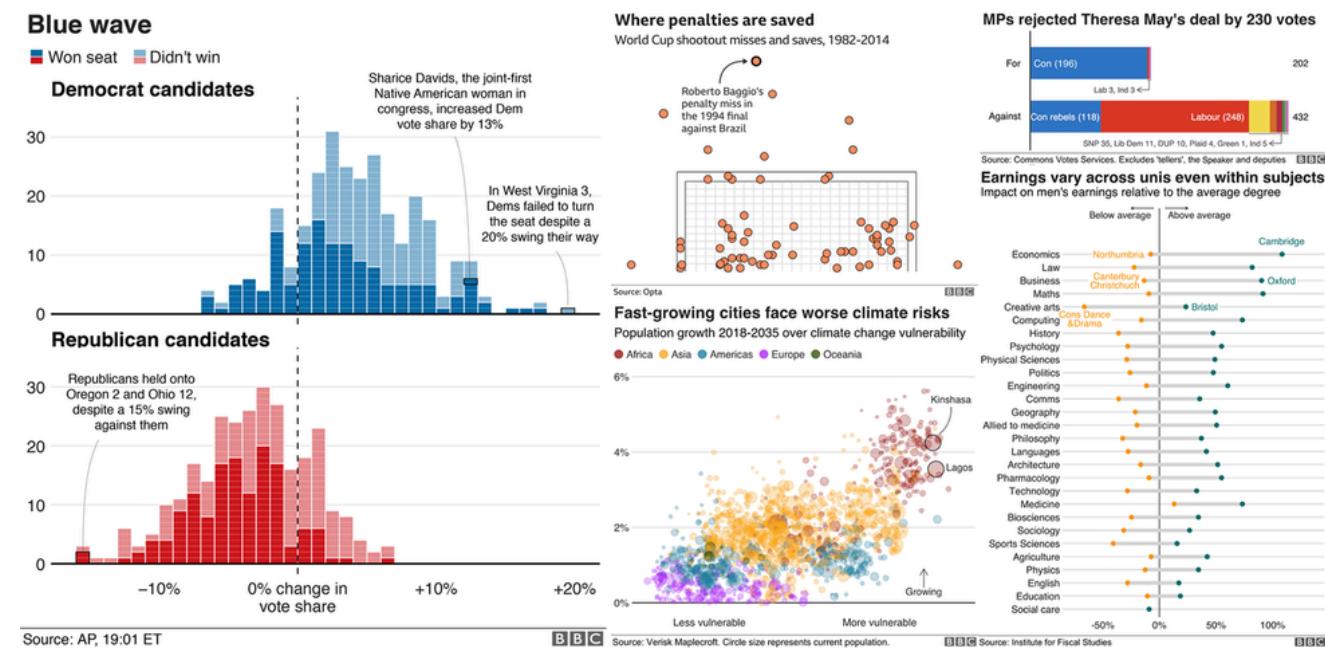 Blue wave
Won seat
Didn't win
Democrat candidates
Sharice Davids, the joint-first
Native American woman in
congress, increased Dem
vote share by 13%
In West Virginia 3,
Dems failed to turn
the seat despite a
20% swing their way
30
20
10
0
Republican candidates
Republicans held onto
Oregon 2 and Ohio 12,
despite a 15% swing
against them
30
20
10
0
–10%
0% change in
vote share
+10%
+20%
Source: AP, 19:01 ET
BBC
Where penalties are saved
World Cup shootout misses and saves, 1982-2014
Roberto Baggio's
penalty miss in
the 1994 final
against Brazil
Source: Opta
BBC
Fast-growing cities face worse climate risks
Population growth 2018-2035 over climate change vulnerability
Africa
Asia
Americas
Europe
Oceania
6%
4%
2%
0%
Kinshasa
Lagos
Growing
Less vulnerable
More vulnerable
Source: Verisk Maplecroft. Circle size represents current population.
BBC
MPs rejected Theresa May's deal by 230 votes
For
Con (196)
202
Lab 3, Ind 3
Against
Con rebels (118)
Labour (248)
432
SNP 35, Lib Dem 11, DUP 10, Plaid 4, Green 1, Ind 5
Source: Commons Votes Services. Excludes 'tellers', the Speaker and deputies
BBC
Earnings vary across unis even within subjects
Impact on men's earnings relative to the average degree
Below average
Above average
Cambridge
Economics
Northumbria
Law
Business
Canterbury
Christchuch
Oxford
Maths
Creative arts
Bristol
Computing
Cons Dance
&Drama
History
Psychology
Physical Sciences
Politics
Engineering
Comms
Geography
Allied to medicine
Philosophy
Languages
Architecture
Pharmacology
Technology
Medicine
Biosciences
Sociology
Sports Sciences
Agriculture
Physics
English
Education
Social care
-50%
0%
50%
100%
Source: Institute for Fiscal Studies
BBC